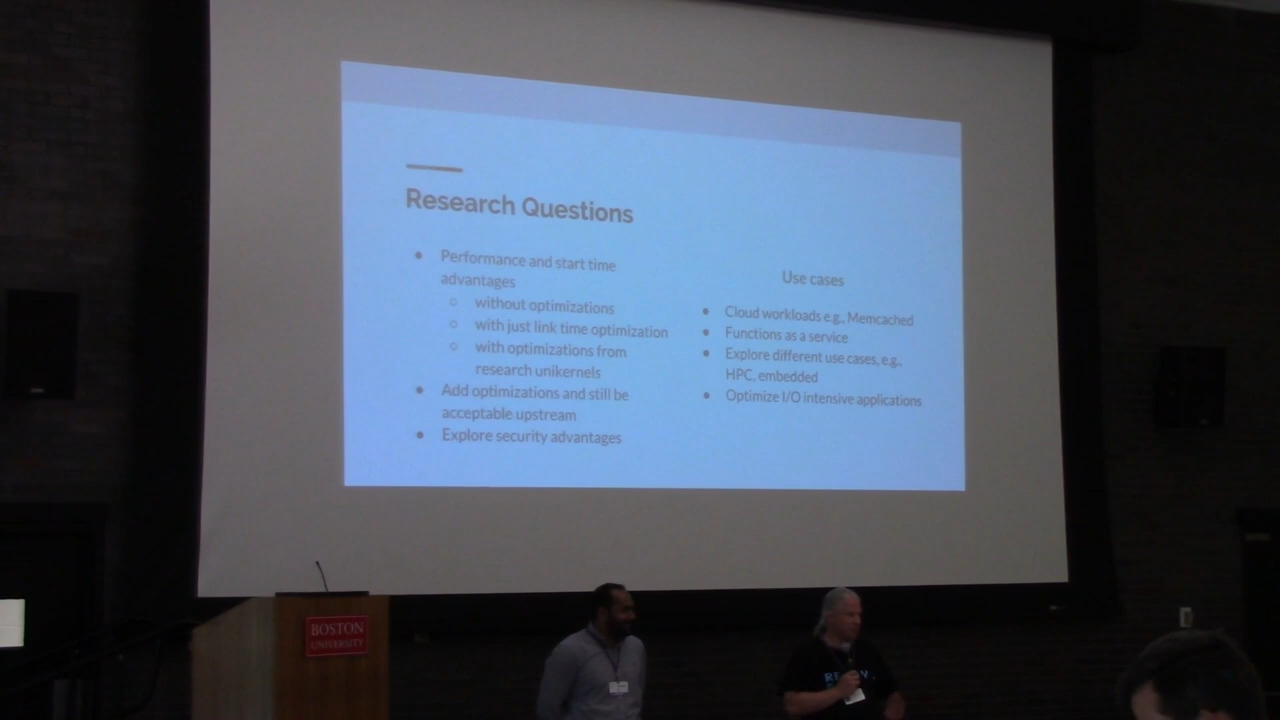 Research Questions
Performance and start time
advantages
without optimizations
with just link time optimization
with optimizations from
research unikernels
Add optimizations and still be
acceptable upstream
Explore security advantages
Use cases
Cloud workloads e.g., Memcached
Functions as a service
Explore different use cases, e.g.,
HPC, embedded
Optimize I/O intensive applications
BOSTON
UNIVERSITY